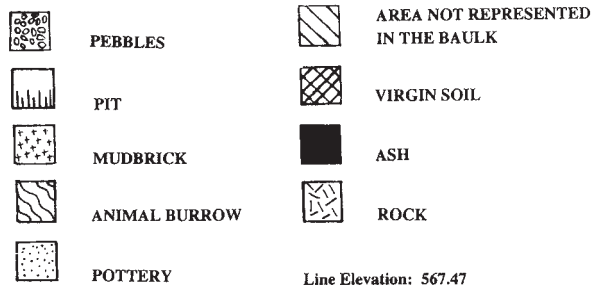 PEBBLES
PIT
MUDBRICK
ANIMAL BURROW
POTTERY
AREA NOT REPRESENTED
IN THE BAULK
VIRGIN SOIL
ASH
ROCK
Line Elevation: 567.47